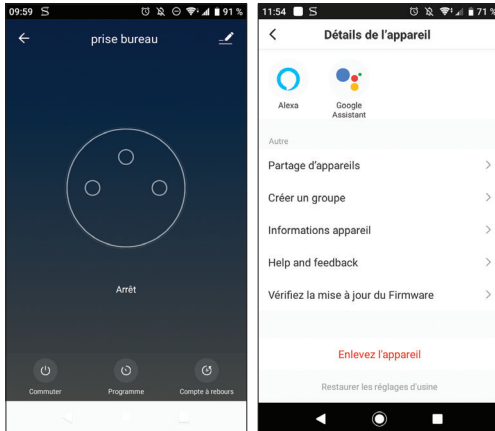 09:59
91 %
prise bureau
Arrêt
Commuter
Programme
Compte à rebours
11:54
71 %
Détails de l'appareil
Alexa
Google
Assistant
Autre
Partage d'appareils
Créer un groupe
Informations appareil
Help and feedback
Vérifiez la mise à jour du Firmware
Enlevez l'appareil
Restaurer les réglages d'usine